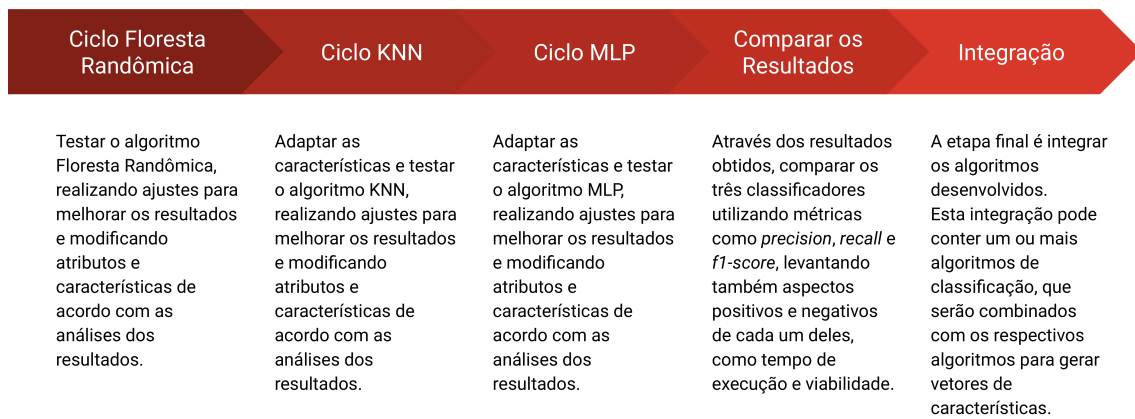 Ciclo Floresta
Randômica
Ciclo KNN
Ciclo MLP
Comparar os
Resultados
Integração
Testar o algoritmo
Floresta Randômica,
realizando ajustes para
melhorar os resultados
e modificando
atributos e
características de
acordo com as
análises dos
resultados.
Adaptar as
características e testar
o algoritmo KNN,
realizando ajustes para
melhorar os resultados
e modificando
atributos e
características de
acordo com as
análises dos
resultados.
Adaptar as
características e testar
o algoritmo MLP,
realizando ajustes para
melhorar os resultados
e modificando
atributos e
características de
acordo com as
análises dos
resultados.
Através dos resultados
obtidos, comparar os
três classificadores
utilizando métricas
como precision, recall e
f1-score, levantando
também aspectos
positivos e negativos
de cada um deles,
como tempo de
execução e viabilidade.
A etapa final é integrar
os algoritmos
desenvolvidos.
Esta integração pode
conter um ou mais
algoritmos de
classificação, que
serão combinados
com os respectivos
algoritmos para gerar
vetores de
características.